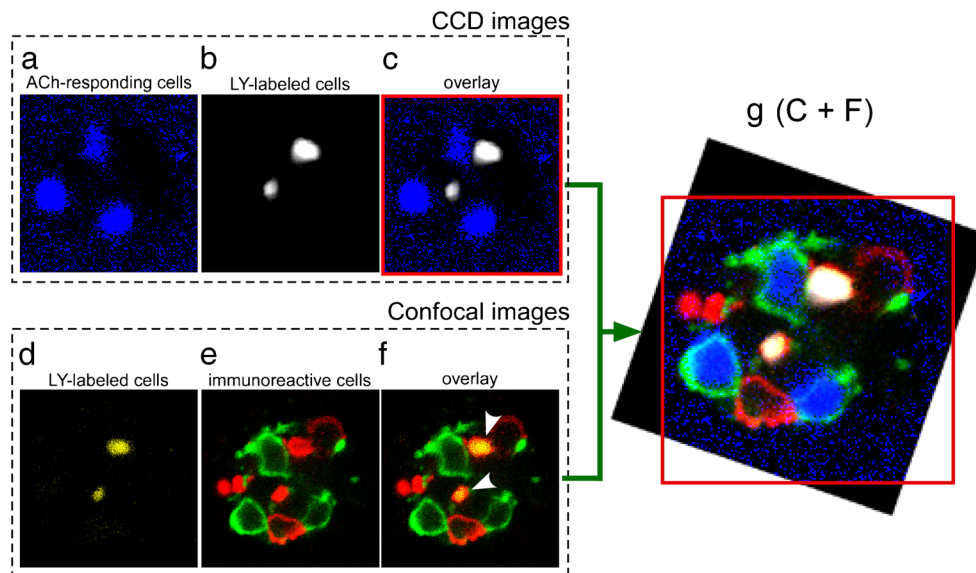 CCD images
a b c
ACh-responding cells LY-labeled cells overlay
g (C + F)
Confocal images
d e f
LY-labeled cells immunoreactive cells overlay